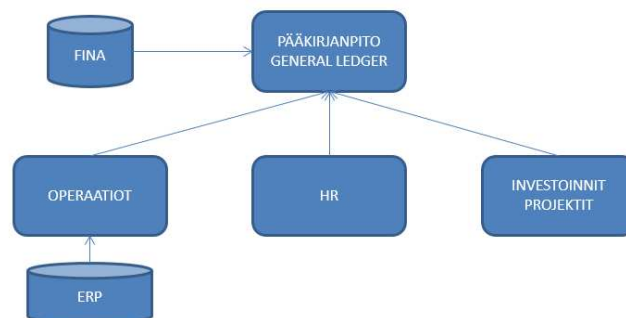 FINA
PÄÄKIRJANPITO
GENERAL LEDGER
OPERAATIOT
HR
INVESTOINNIT
PROJEKTIT
ERP